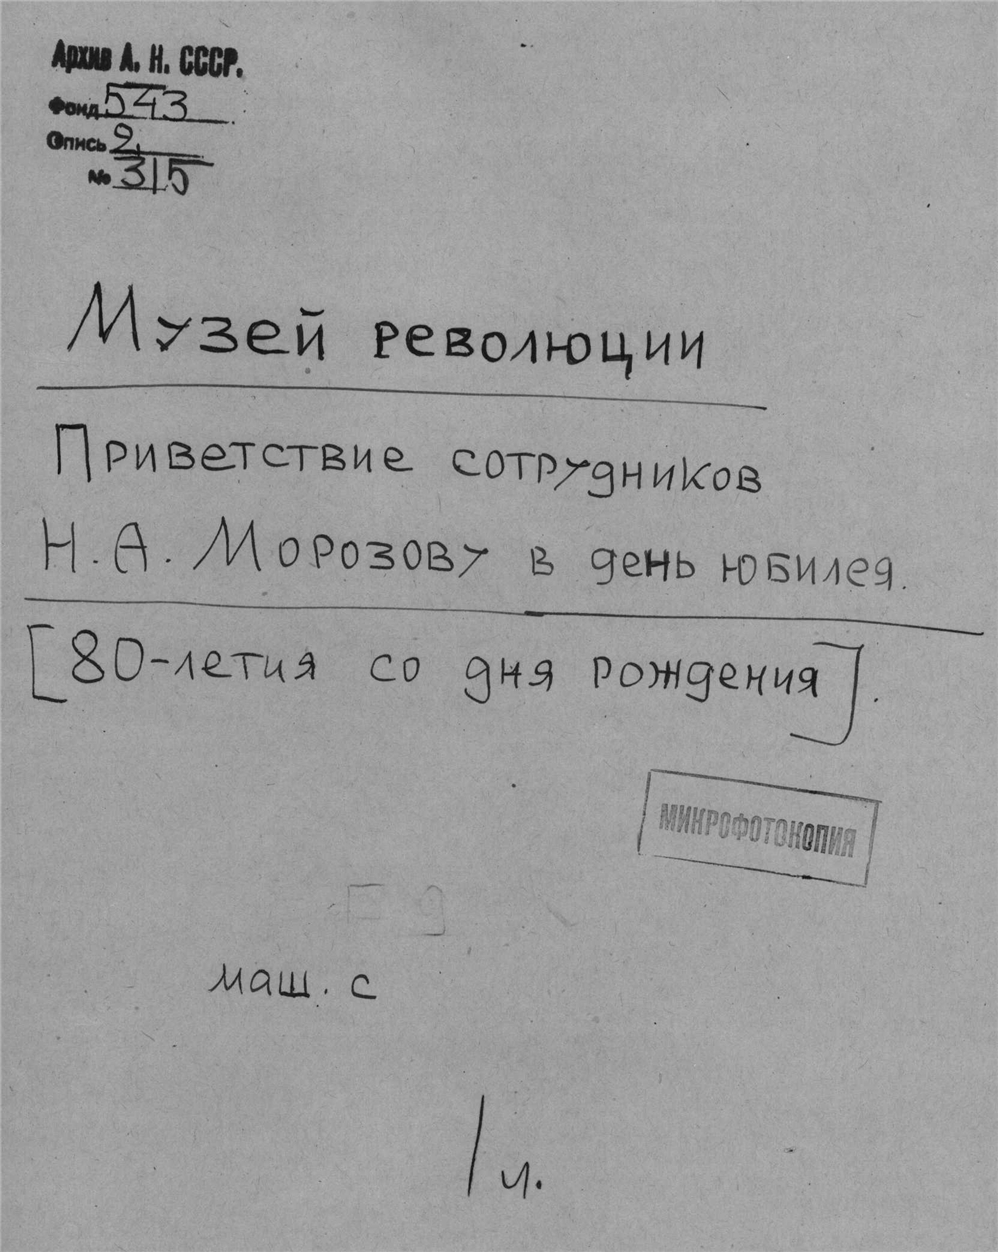 Архив А. Н. СССР.
Фонд 543
Опись 2
№ 315
Музей революции
Приветствие сотрудников
Н.А. Морозову в день юбилея.
[80-летия со дня рождения].
МИКРОФОТОКОПИЯ
маш. с
1 л.